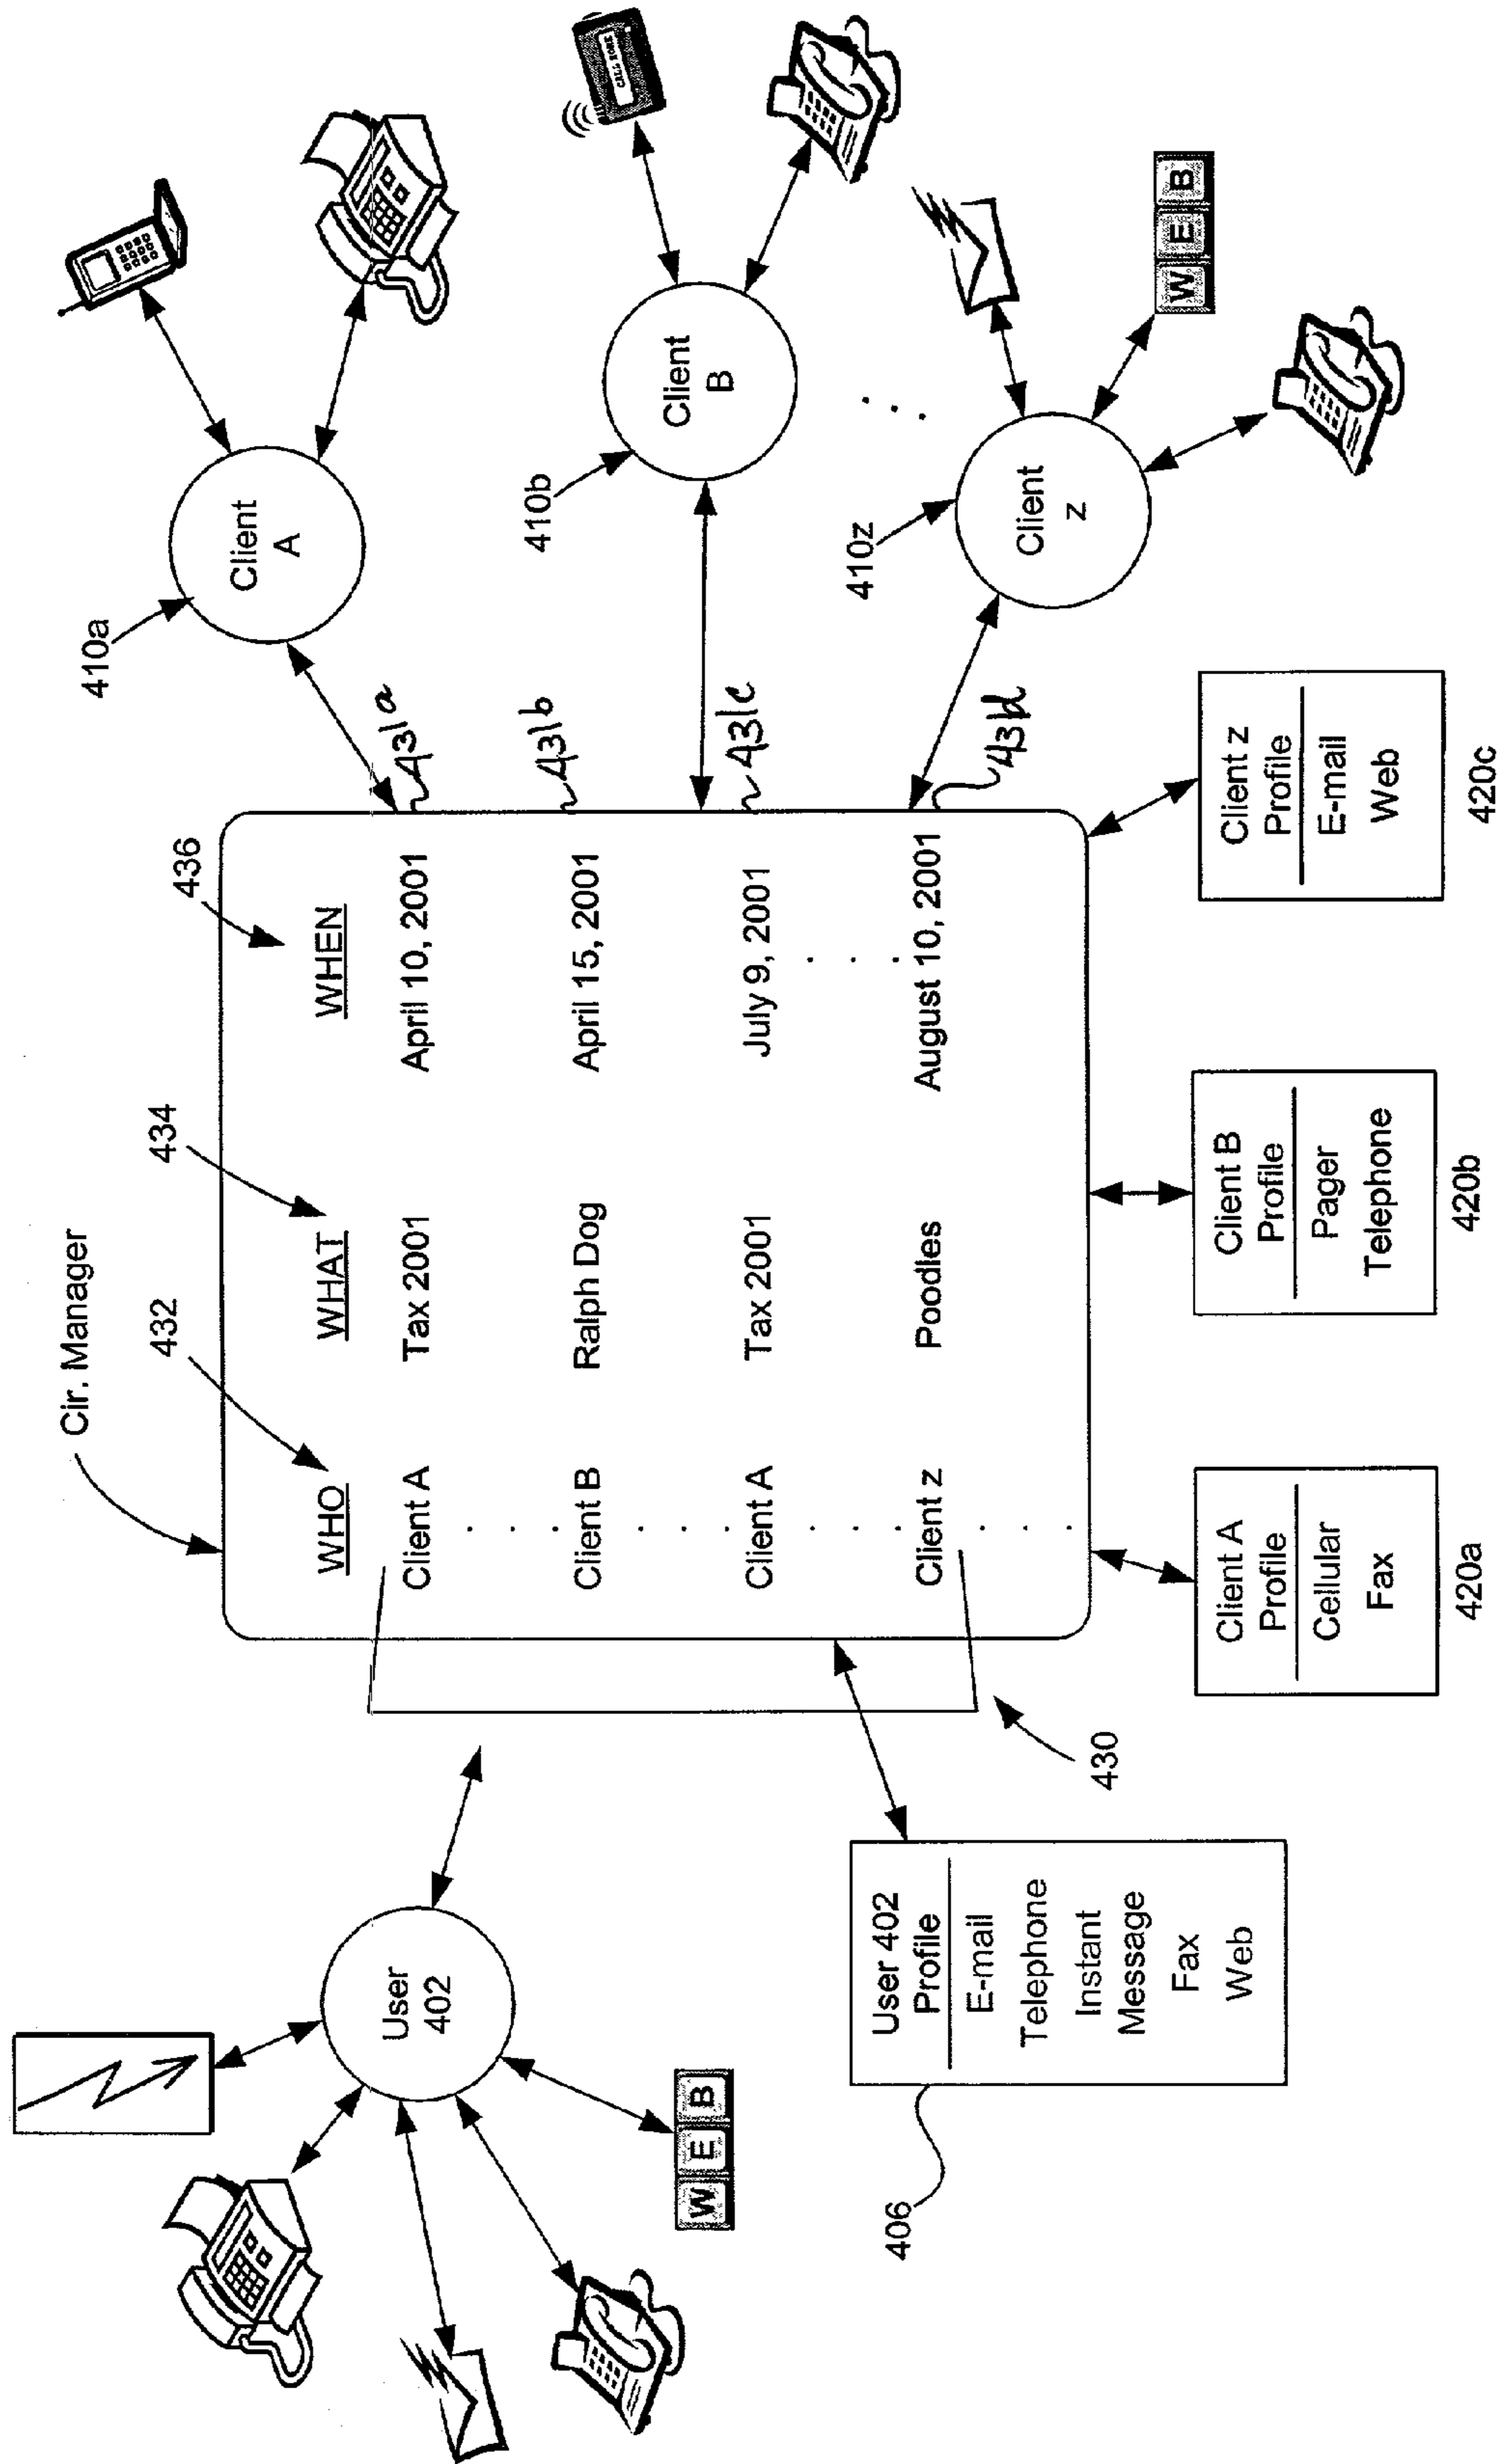 Cir. Manager
432
434
436
WHO WHAT WHEN
Client A Tax 2001 April 10, 2001
Client B Ralph Dog April 15, 2001
Client A Tax 2001 July 9, 2001
Client z Poodles August 10, 2001
430
431a
431b
431c
431d
User
402
W E B
406
User 402
Profile
E-mail
Telephone
Instant
Message
Fax
Web
Client A
Profile
Cellular
Fax
420a
Client B
Profile
Pager
Telephone
420b
Client z
Profile
E-mail
Web
420c
410a
Client
A
410b
Client
B
CALL HOME
410z
Client
z
W E B